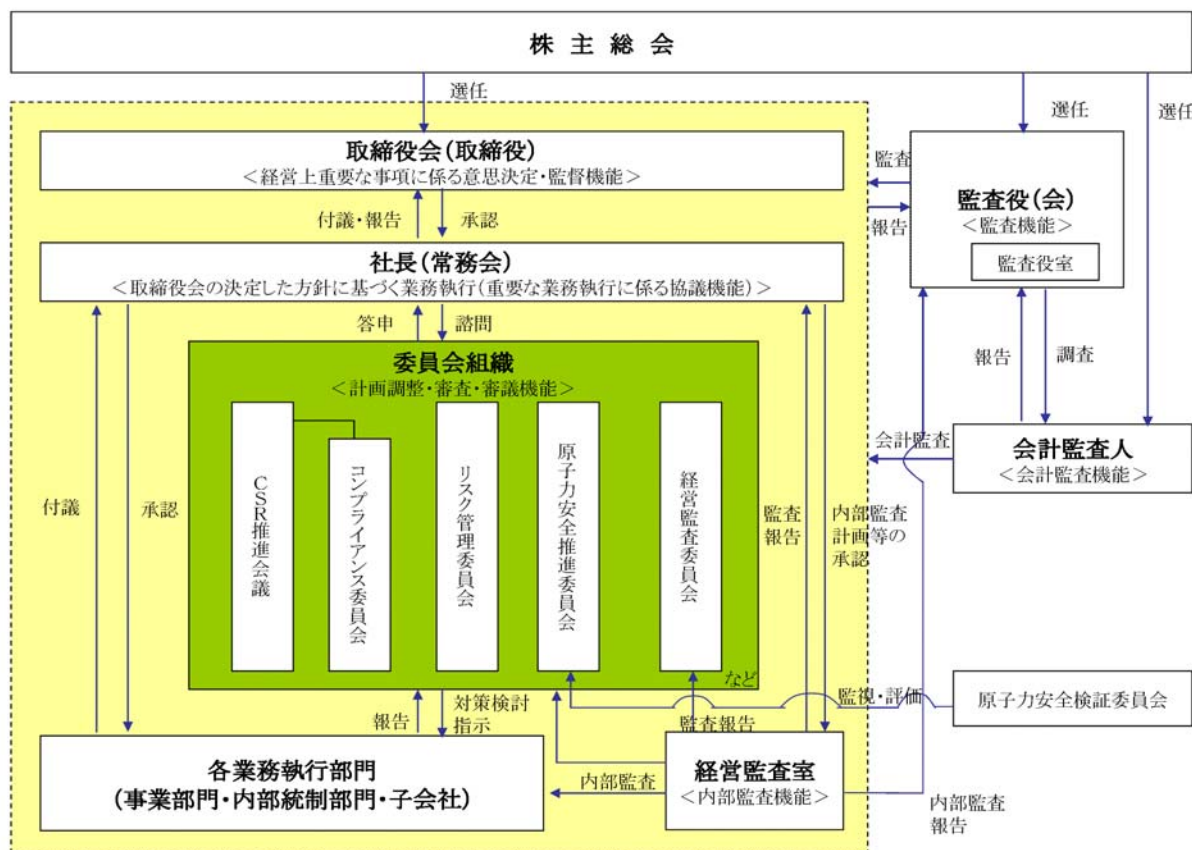 株 主 総 会
選任
選任
選任
取締役会(取締役)
＜経営上重要な事項に係る意思決定・監督機能＞
監査
報告
監査役(会)
＜監査機能＞
監査役室
付議・報告
承認
社長(常務会)
＜取締役会の決定した方針に基づく業務執行(重要な業務執行に係る協議機能)＞
答申
諮問
報告
調査
委員会組織
＜計画調整・審査・審議機能＞
CSR推進会議
コンプライアンス委員会
リスク管理委員会
原子力安全推進委員会
経営監査委員会
など
会計監査
会計監査人
＜会計監査機能＞
付議
承認
監査
報告
内部監査
計画等の
承認
報告
対策検討
指示
監査報告
監視・評価
原子力安全検証委員会
各業務執行部門
(事業部門・内部統制部門・子会社)
内部監査
経営監査室
＜内部監査機能＞
内部監査
報告